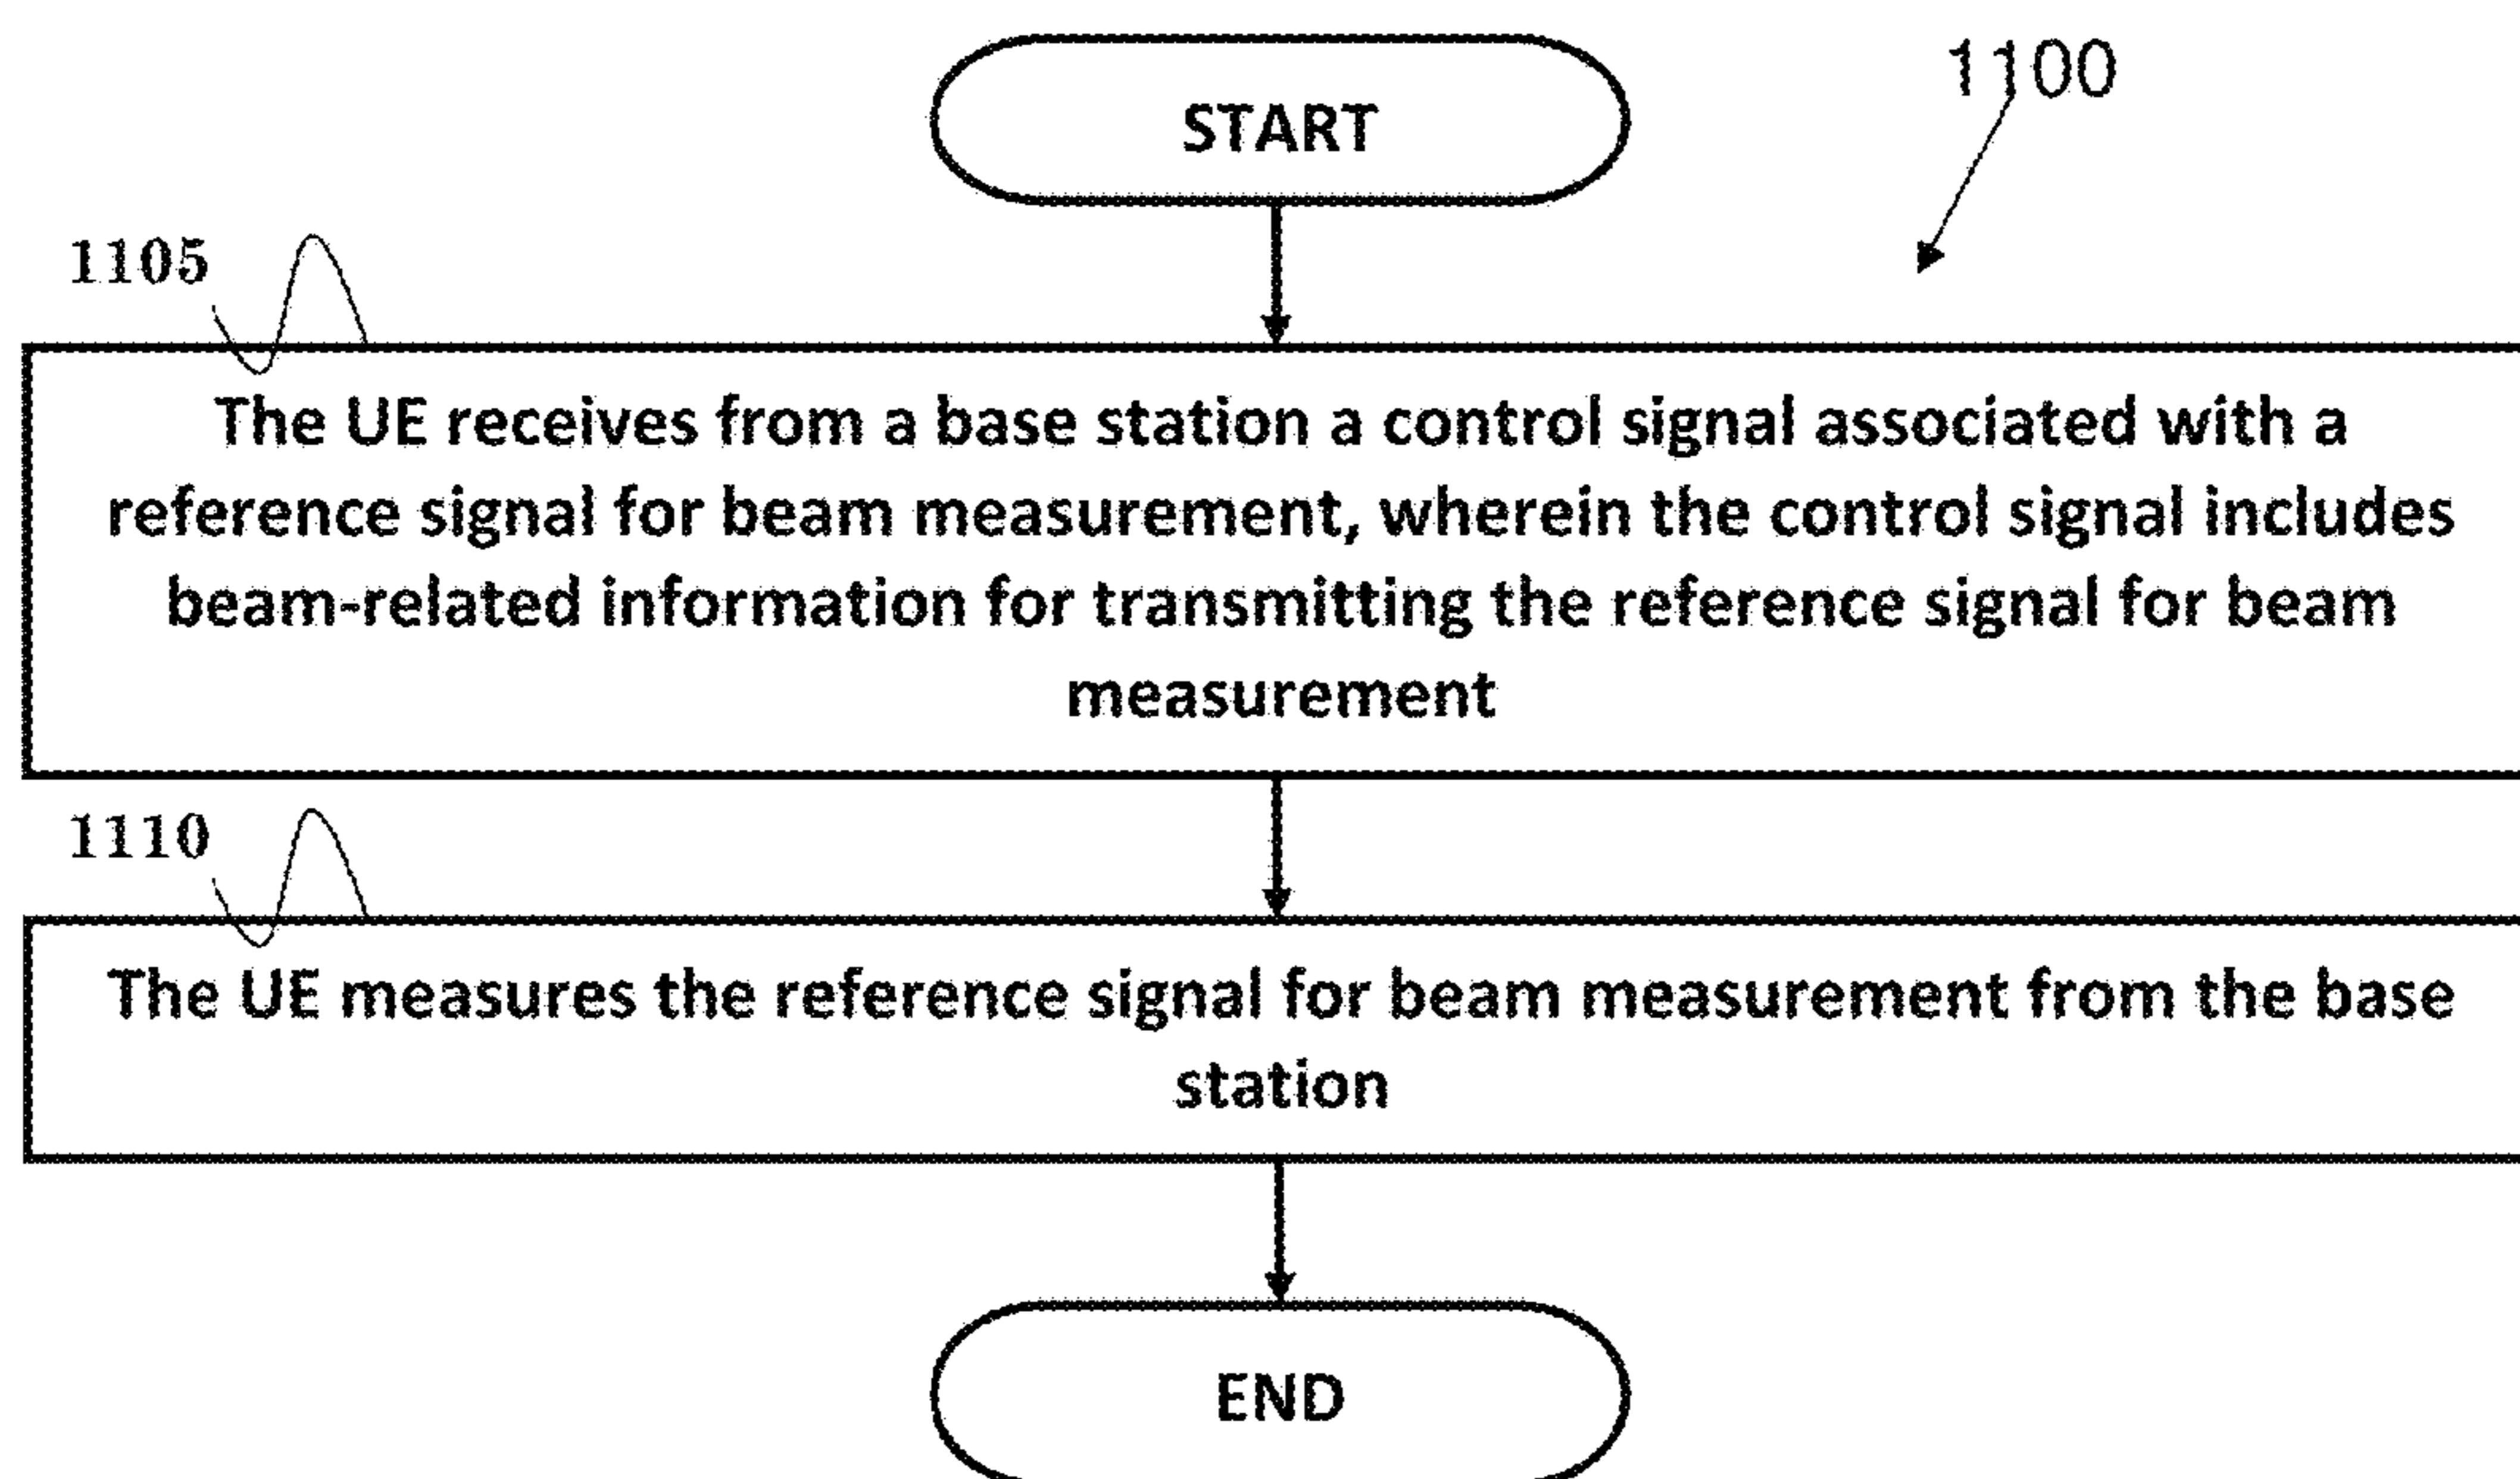 START
1100
1105
The UE receives from a base station a control signal associated with a
reference signal for beam measurement, wherein the control signal includes
beam-related information for transmitting the reference signal for beam
measurement
1110
The UE measures the reference signal for beam measurement from the base
station
END